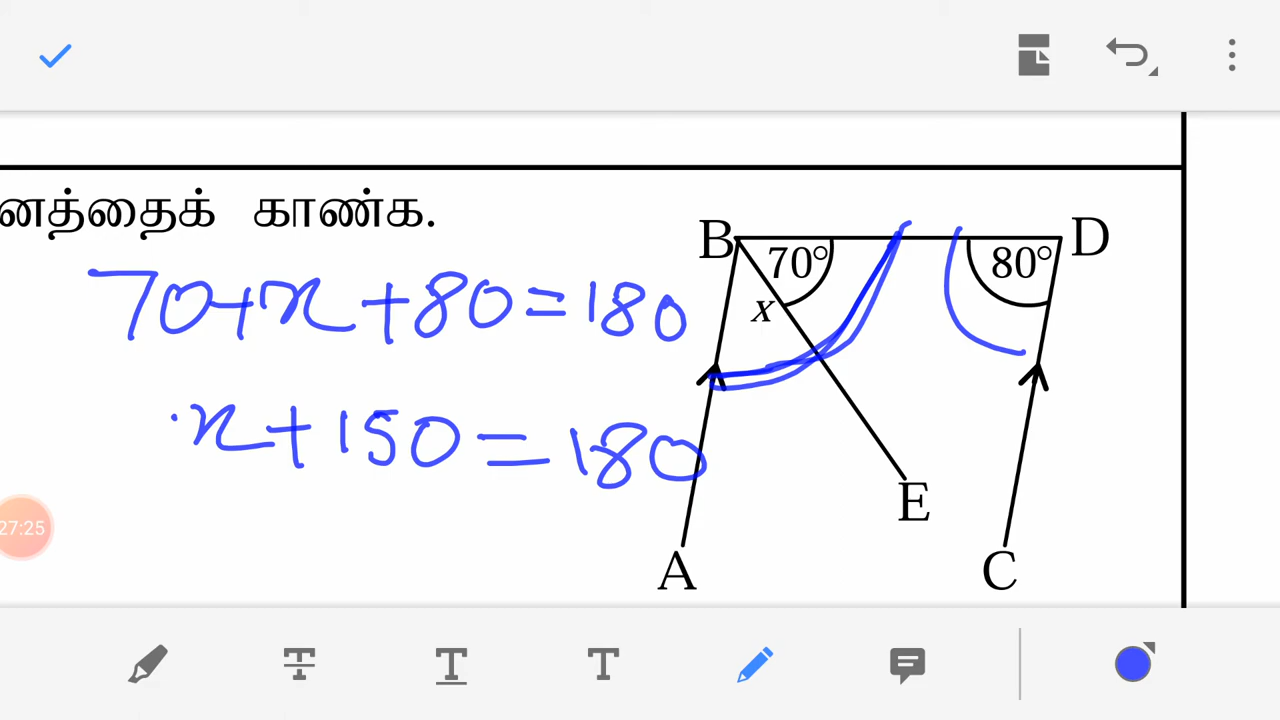 னத்தைக் காண்க.
B 70° 80° D
x
70+x+80=180
x+150=180
E
27:25
A C
T T T